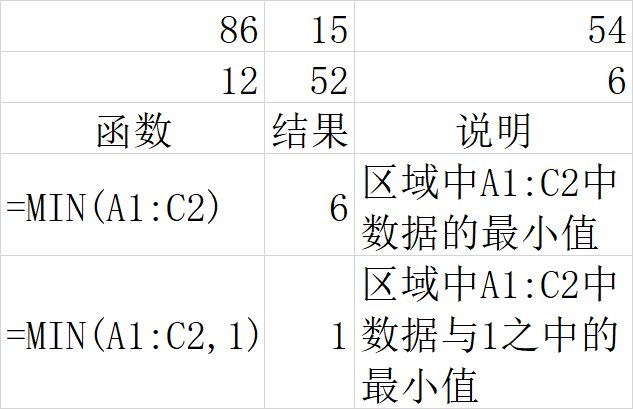 86 15 54
12 52 6
函数 结果 说明
=MIN(A1:C2) 6 区域中A1:C2中
数据的最小值
=MIN(A1:C2,1) 1 区域中A1:C2中
数据与1之中的
最小值